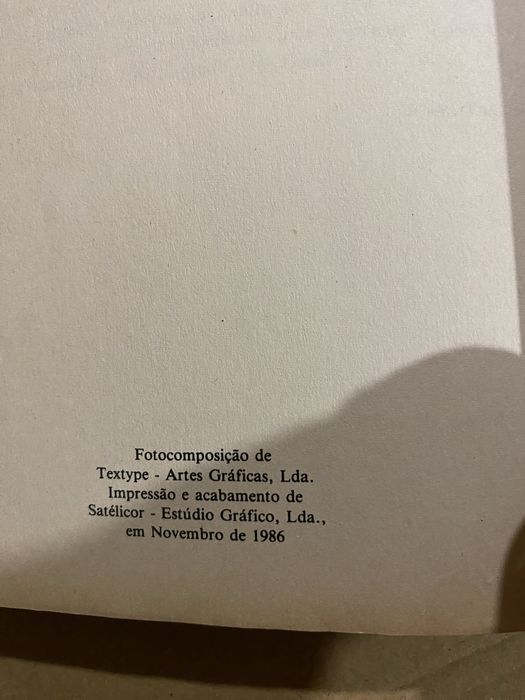 Fotocomposição de
Textype - Artes Gráficas, Lda.
Impressão e acabamento de
Satélicor - Estúdio Gráfico, Lda.,
em Novembro de 1986